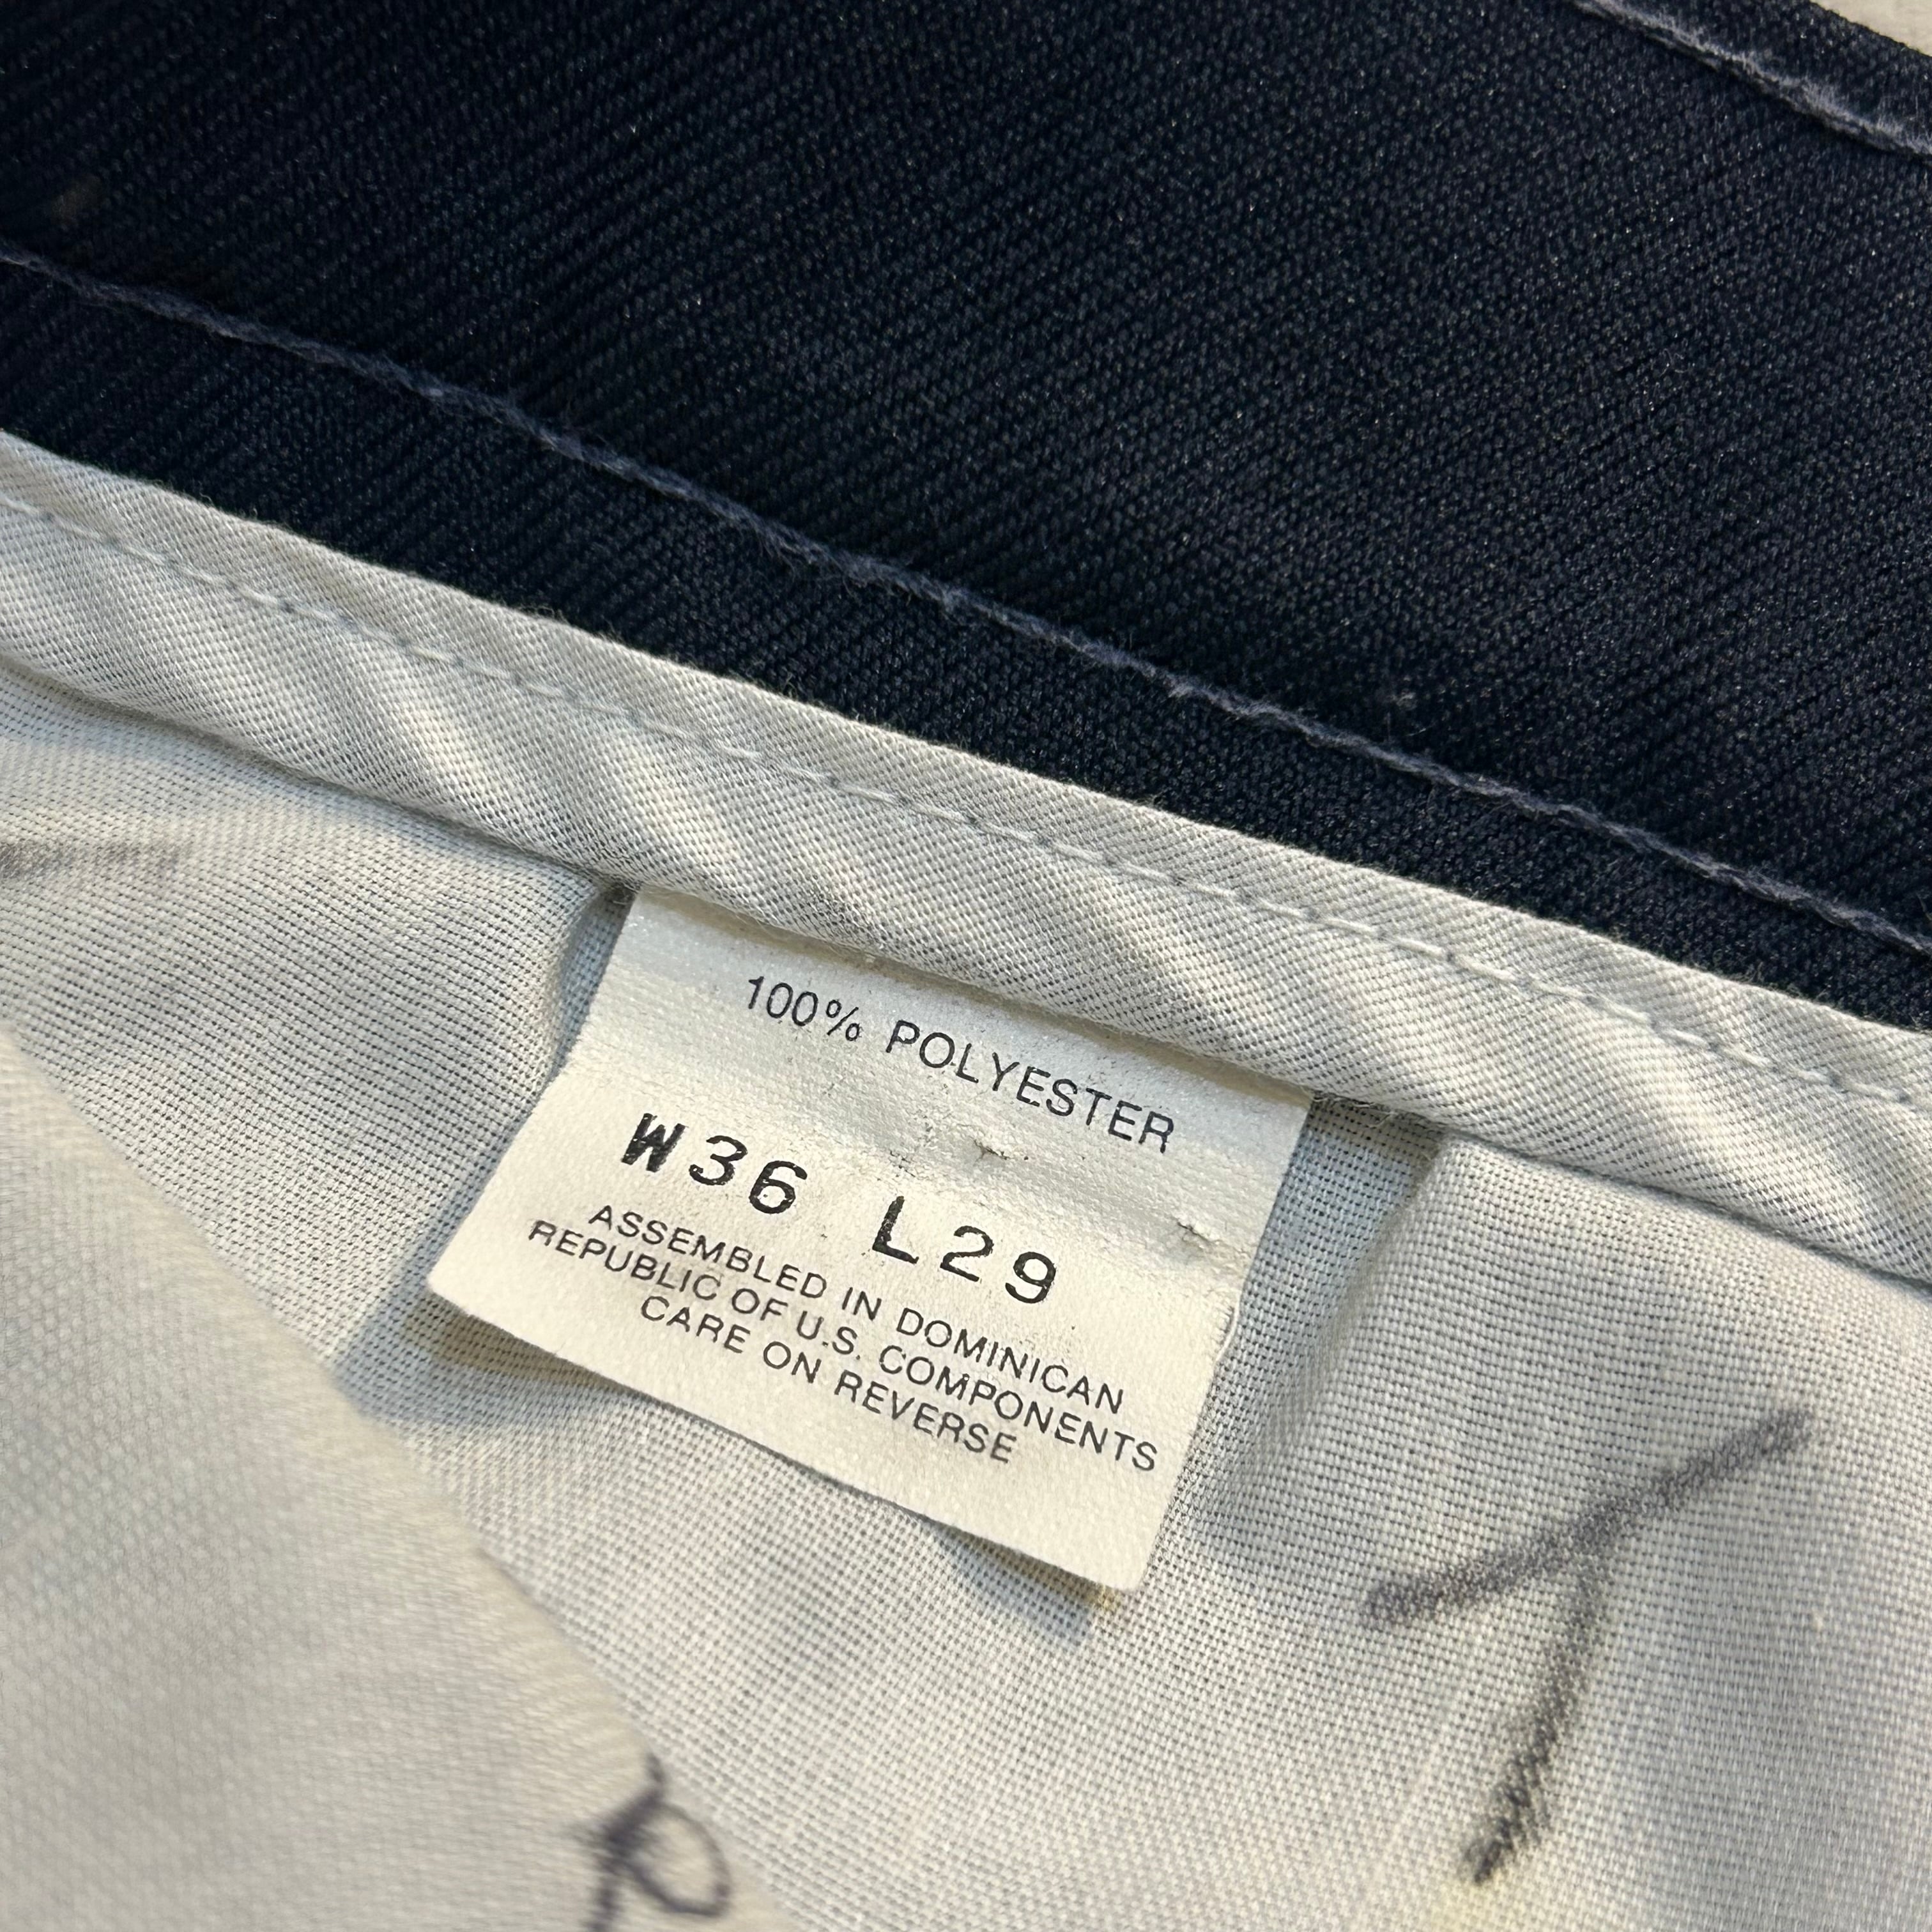 100% POLYESTER
W36 L29
ASSEMBLED IN DOMINICAN
REPUBLIC OF U.S. COMPONENTS
CARE ON REVERSE